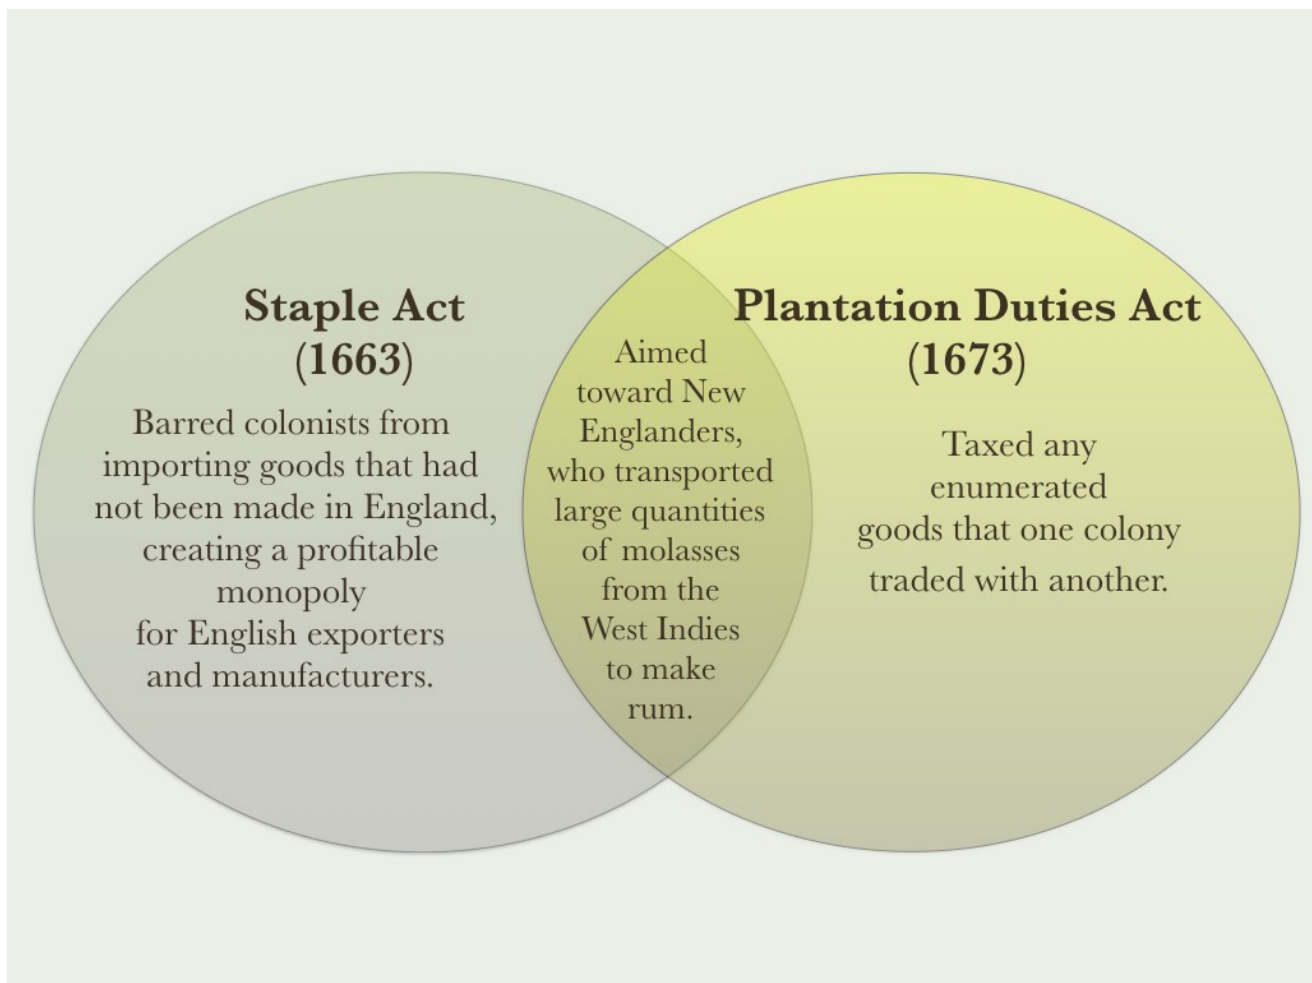 Staple Act
(1663)
Barred colonists from
importing goods that had
not been made in England,
creating a profitable
monopoly
for English exporters
and manufacturers.
Aimed
toward New
Englanders,
who transported
large quantities
of molasses
from the
West Indies
to make
rum.
Plantation Duties Act
(1673)
Taxed any
enumerated
goods that one colony
traded with another.